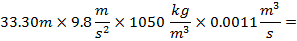 33.30m × 9.8 m/s² × 1050 kg/m³ × 0.0011 m³/s =